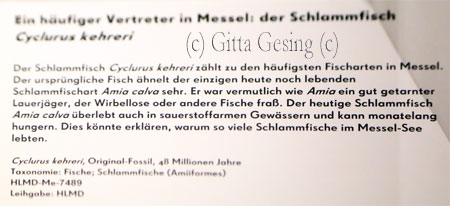 Ein häufiger Vertreter in Messel: der Schlammfisch
Cyclurus kehreri
(c) Gitta Gesing (c)
Der Schlammfisch Cyclurus kehreri zählt zu den häufigsten Fischarten in Messel.
Der ursprüngliche Fisch ähnelt der einzigen heute noch lebenden
Schlammfischart Amia calva sehr. Er war vermutlich wie Amia ein gut getarnter
Lauerjäger, der Wirbellose oder andere Fische fraß. Der heutige Schlammfisch
Amia calva überlebt auch in sauerstoffarmen Gewässern und kann monatelang
hungern. Dies könnte erklären, warum so viele Schlammfische im Messel-See
lebten.
Cyclurus kehreri, Original-Fossil, 48 Millionen Jahre
Taxonomie: Fische; Schlammfische (Amiiformes)
HLMD-Me-7489
Leihgabe: HLMD